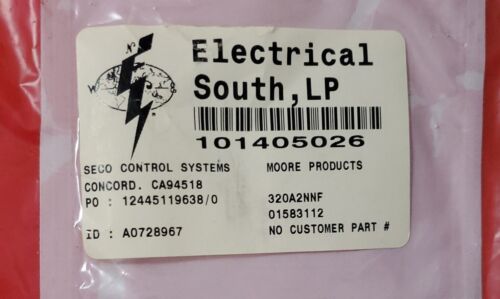 Electrical
South, LP
101405026
SECO CONTROL SYSTEMS MOORE PRODUCTS
CONCORD. CA94518
PO : 12445119638/0 320A2NNF
01583112
ID : A0728967 NO CUSTOMER PART #
N
W